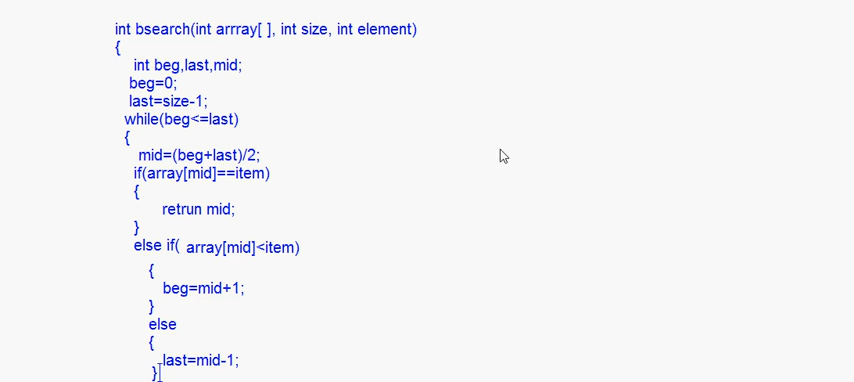 int bsearch(int arrray[ ], int size, int element)
{
int beg,last,mid;
beg=0;
last=size-1;
while(beg<=last)
{
mid=(beg+last)/2;
if(array[mid]==item)
{
retrun mid;
}
else if( array[mid]<item)
{
beg=mid+1;
}
else
{
last=mid-1;
}